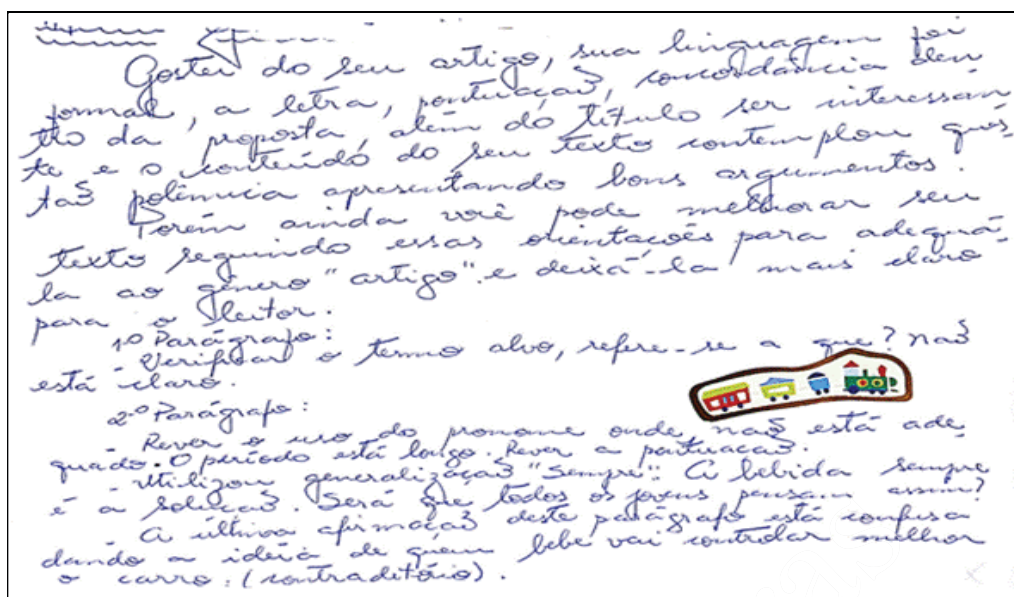 Gostei do seu artigo, sua linguagem foi
formal, a letra, pontuação, concordância den
tro da proposta, além do título ser interessan
te e o conteúdo do seu texto contemplou ques
tão polêmica apresentando bons argumentos.
Porém ainda você pode melhorar seu
texto seguindo essas orientações para adequá
la ao gênero "artigo" e deixá-la mais claro
para o leitor.
1º Parágrafo:
Verificar o termo alvo, refere-se a que? não
está claro.
2º Parágrafo:
Rever o uso do pronome onde, não está ade
quado. O período está longo. Rever a pontuação.
Utilizou generalização "sempre": A bebida sempre
é a solução. Será que todos os jovens pensam assim?
A última afirmação deste parágrafo está confusa
dando a ideia de quem bebe vai controlar melhor
o carro: (contraditório).